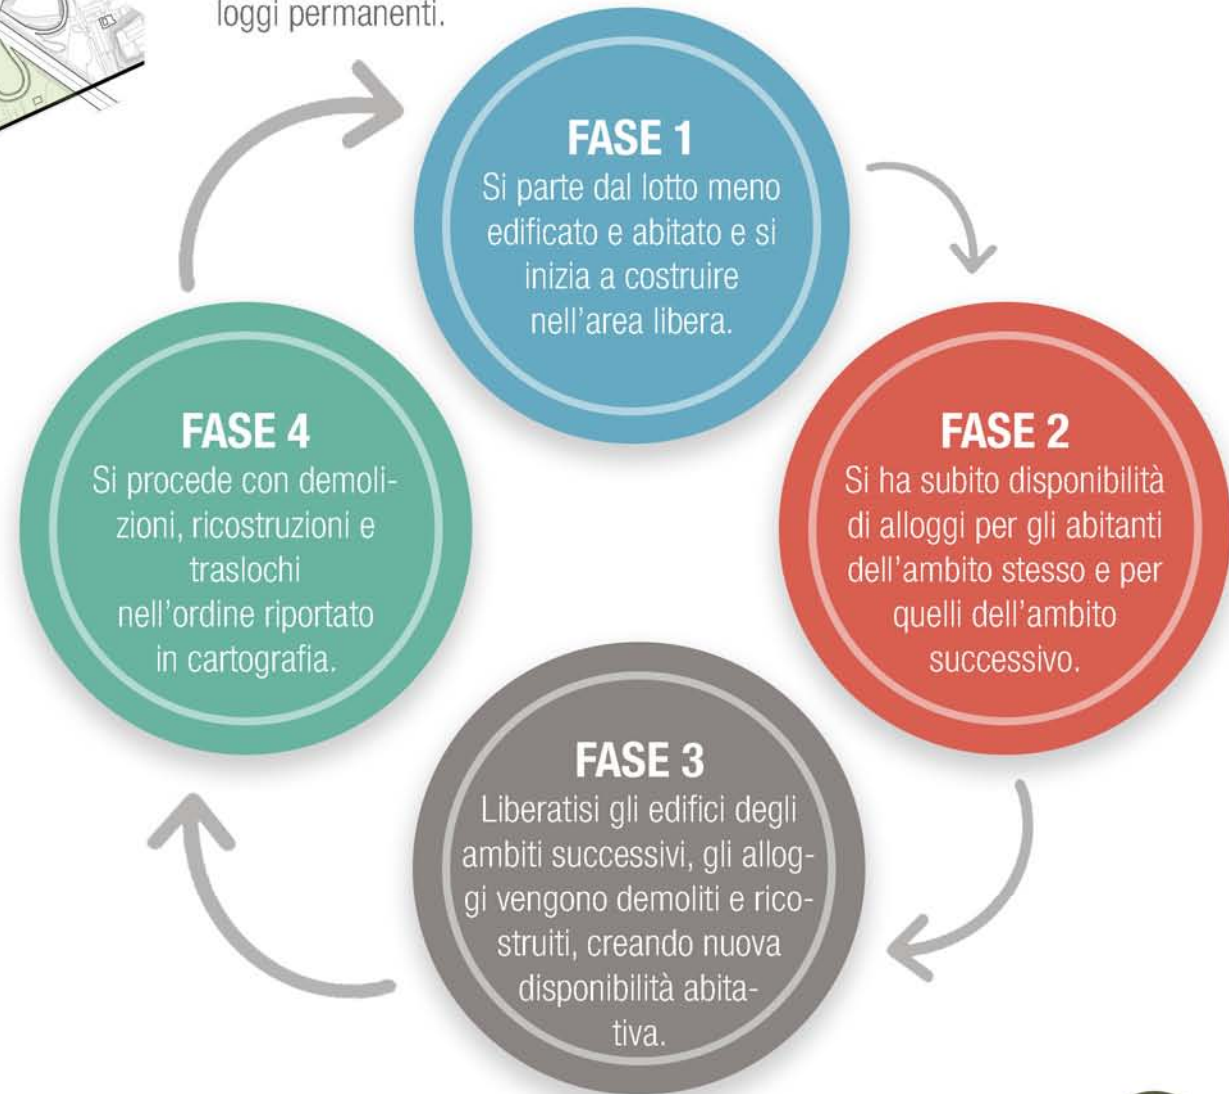 loggi permanenti.
FASE 1
Si parte dal lotto meno
edificato e abitato e si
inizia a costruire
nell'area libera.
FASE 2
Si ha subito disponibilità
di alloggi per gli abitanti
dell'ambito stesso e per
quelli dell'ambito
successivo.
FASE 3
Liberatisi gli edifici degli
ambiti successivi, gli allog-
gi vengono demoliti e rico-
struiti, creando nuova
disponibilità abita-
tiva.
FASE 4
Si procede con demoli-
zioni, ricostruzioni e
traslochi
nell'ordine riportato
in cartografia.